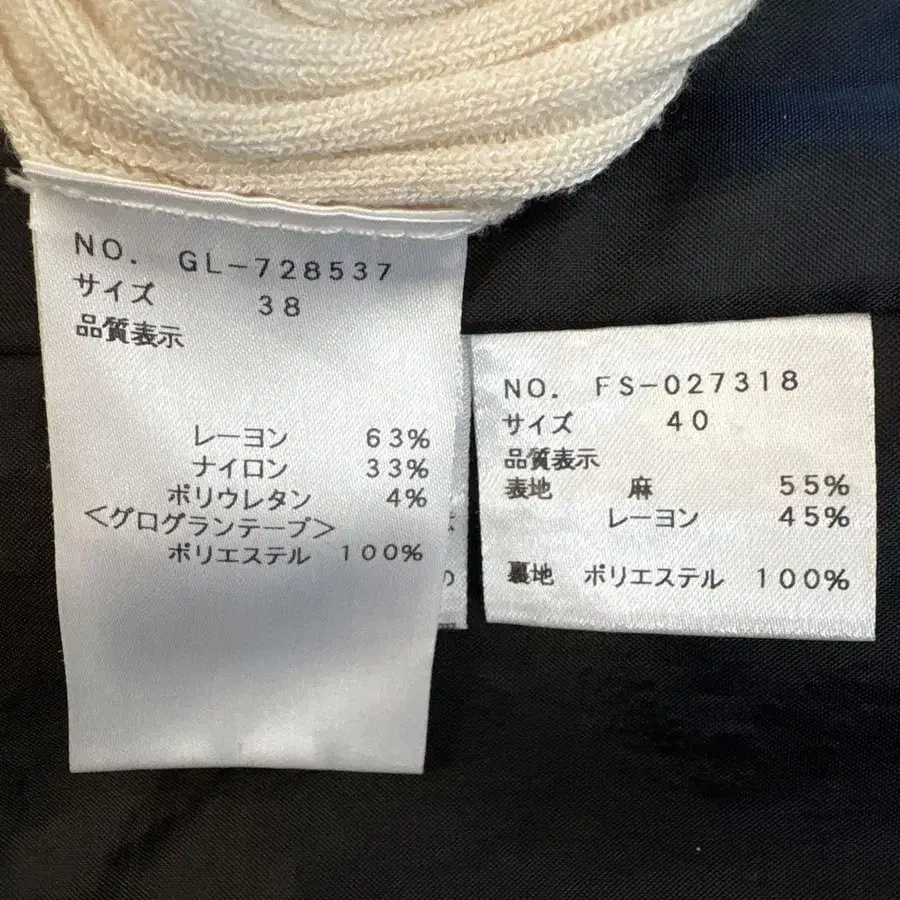 NO. GL-728537
サイズ 38
品質表示
レーヨン 63%
ナイロン 33%
ポリウレタン 4%
<グログランテープ>
ポリエステル 100%
の
NO. FS-027318
サイズ 40
品質表示
表地 麻 55%
レーヨン 45%
裏地 ポリエステル 100%